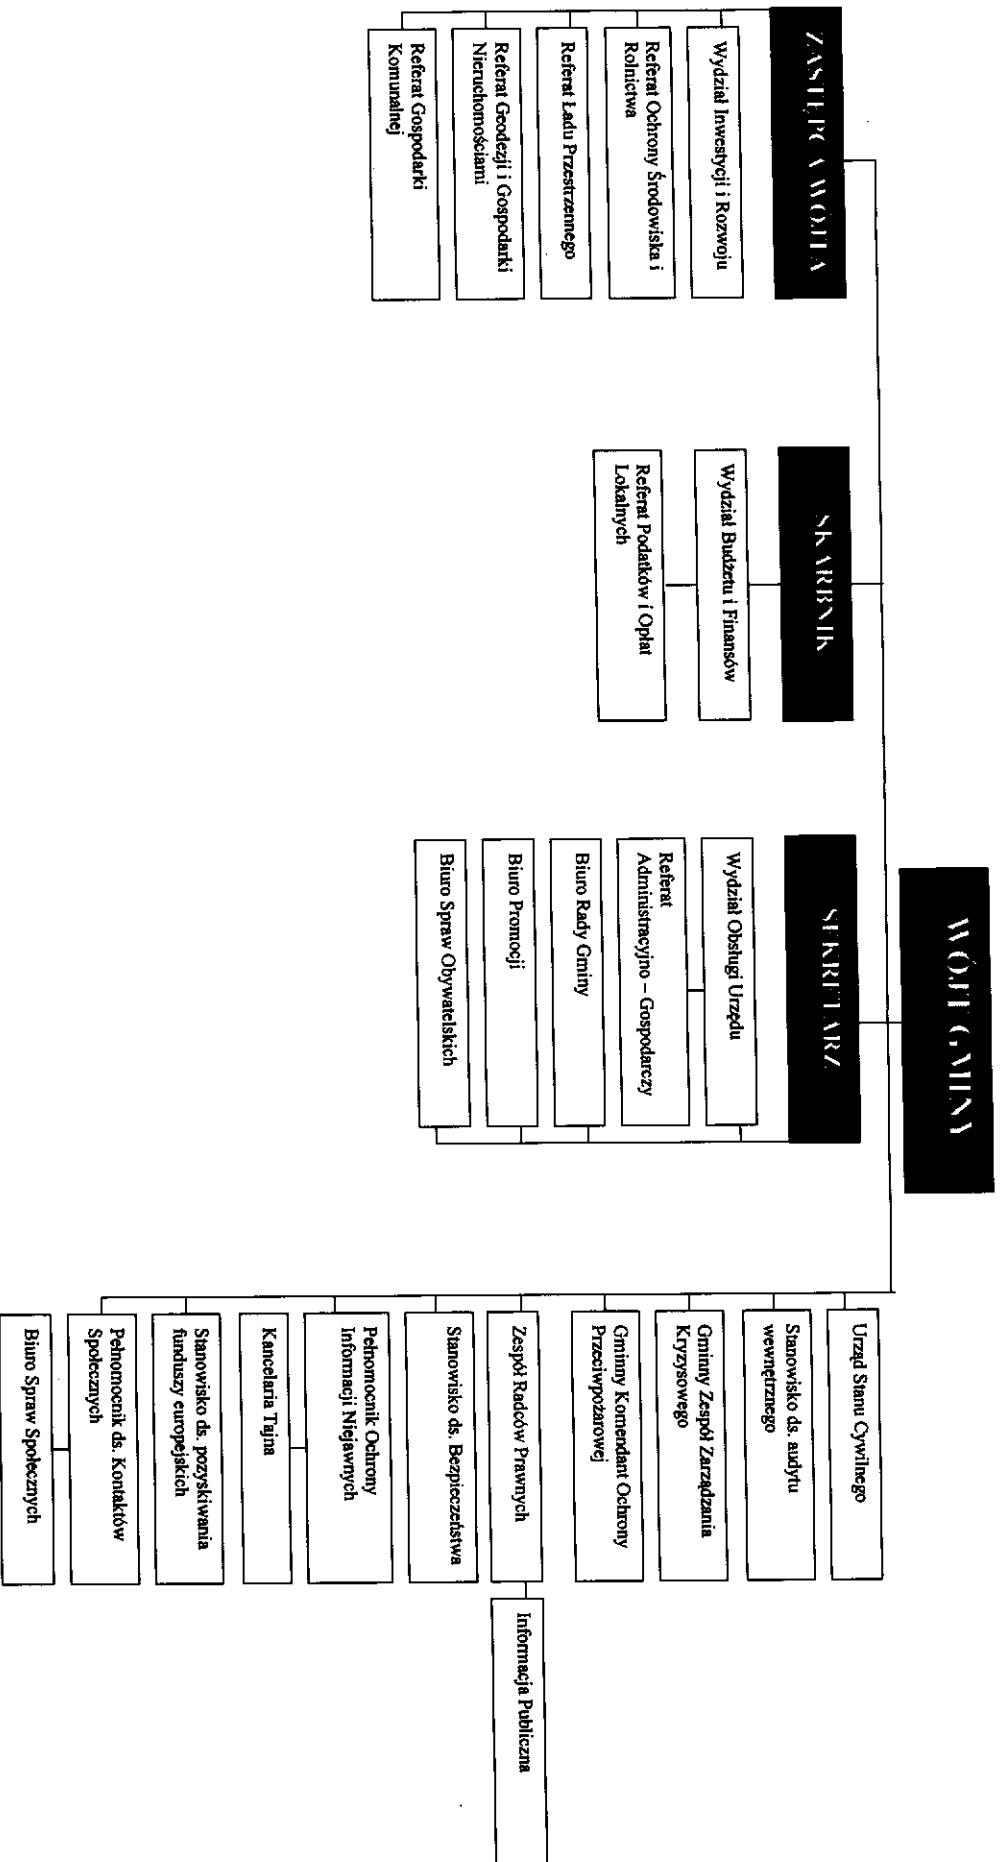 WÓJT GMINY
ZASTĘPCA WÓJTA
Wydział Inwestycji i Rozwoju
Referat Ochrony Środowiska i
Rolnictwa
Referat Ładu Przestrzennego
Referat Geodezji i Gospodarki
Nieruchomościami
Referat Gospodarki
Komunalnej
SKARBNIK
Wydział Budżetu i Finansów
Referat Podatków i Opłat
Lokalnych
SEKRETARZ
Wydział Obsługi Urzędu
Referat
Administracyjno – Gospodarczy
Biuro Rady Gminy
Biuro Promocji
Biuro Spraw Obywatelskich
Urząd Stanu Cywilnego
Stanowisko ds. audytu
wewnętrznego
Gminny Zespół Zarządzania
Kryzysowego
Gminny Komendant Ochrony
Przeciwpożarowej
Zespół Radców Prawnych
Informacja Publiczna
Stanowisko ds. Bezpieczeństwa
Pełnomocnik Ochrony
Informacji Niejawnych
Kancelaria Tajna
Stanowisko ds. pozyskiwania
funduszy europejskich
Pełnomocnik ds. Kontaktów
Społecznych
Biuro Spraw Społecznych